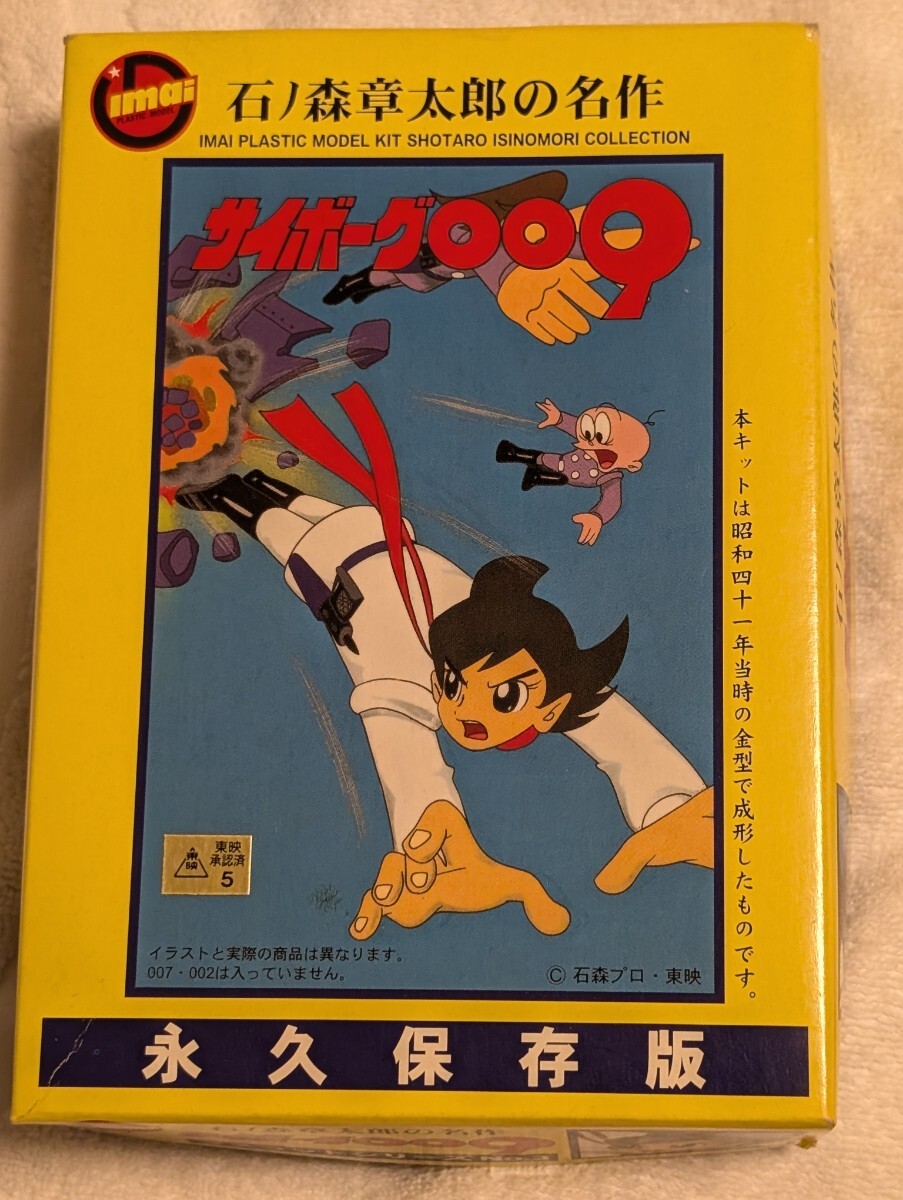 imai
PLASTIC MODEL
石ノ森章太郎の名作
IMAI PLASTIC MODEL KIT SHOTARO ISINOMORI COLLECTION
サイボーグ009
本キットは昭和四十一年当時の金型で成形したものです。
東映
東映
承認済
5
イラストと実際の商品は異なります。
007・002は入っていません。
© 石森プロ・東映
永久保存版